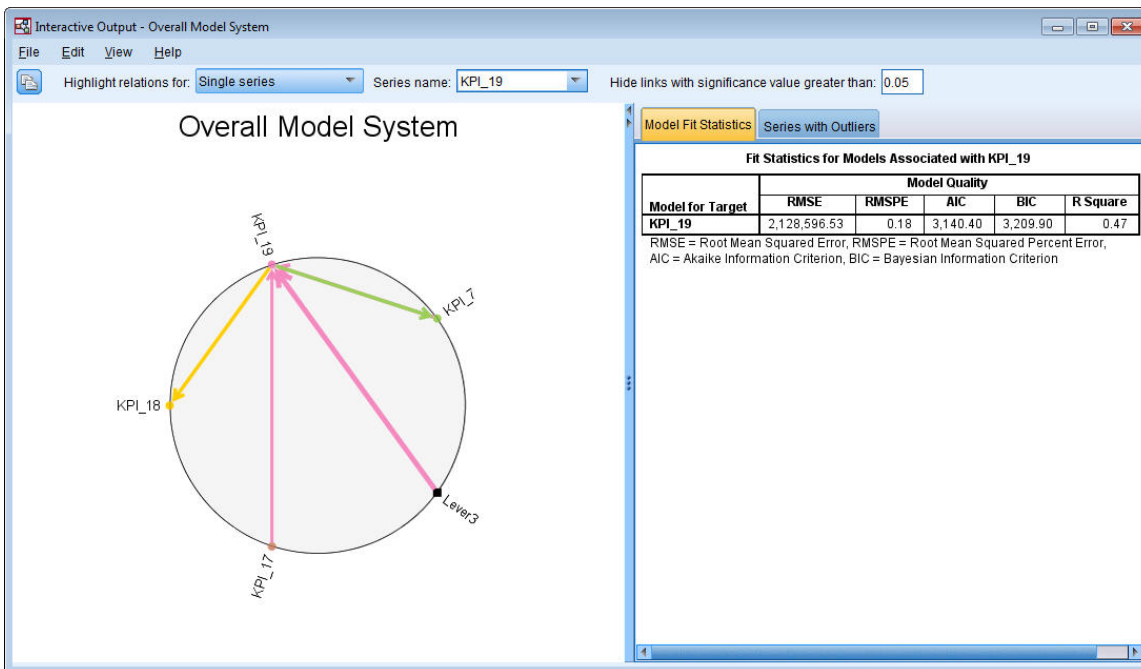 Interactive Output - Overall Model System
File Edit View Help
Highlight relations for: Single series Series name: KPI_19 Hide links with significance value greater than: 0.05
Overall Model System
KPI_19
KPI_7
KPI_18
Lever3
KPI_17
Model Fit Statistics Series with Outliers
Fit Statistics for Models Associated with KPI_19
Model for Target Model Quality
RMSE RMSPE AIC BIC R Square
KPI_19 2,128,596.53 0.18 3,140.40 3,209.90 0.47
RMSE = Root Mean Squared Error, RMSPE = Root Mean Squared Percent Error,
AIC = Akaike Information Criterion, BIC = Bayesian Information Criterion